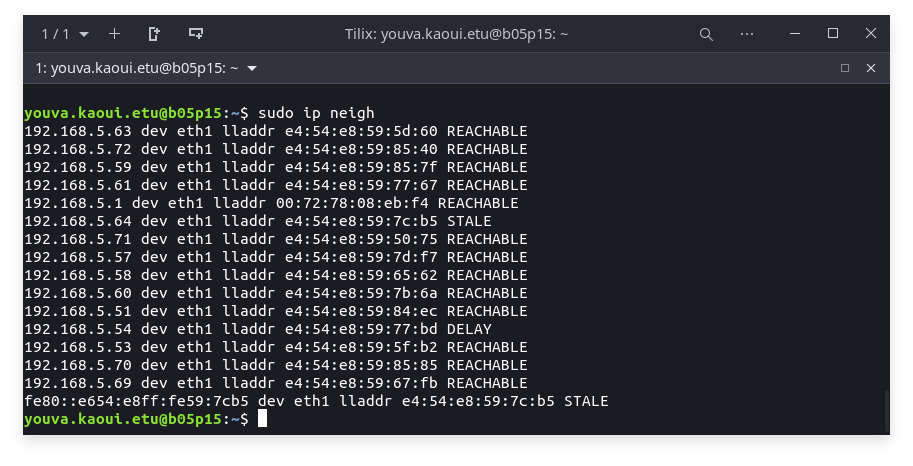 1 / 1
Tilix: youva.kaoui.etu@b05p15: ~
1: youva.kaoui.etu@b05p15: ~
youva.kaoui.etu@b05p15:~$ sudo ip neigh
192.168.5.63 dev eth1 lladdr e4:54:e8:59:5d:60 REACHABLE
192.168.5.72 dev eth1 lladdr e4:54:e8:59:85:40 REACHABLE
192.168.5.59 dev eth1 lladdr e4:54:e8:59:85:7f REACHABLE
192.168.5.61 dev eth1 lladdr e4:54:e8:59:77:67 REACHABLE
192.168.5.1 dev eth1 lladdr 00:72:78:08:eb:f4 REACHABLE
192.168.5.64 dev eth1 lladdr e4:54:e8:59:7c:b5 STALE
192.168.5.71 dev eth1 lladdr e4:54:e8:59:50:75 REACHABLE
192.168.5.57 dev eth1 lladdr e4:54:e8:59:7d:f7 REACHABLE
192.168.5.58 dev eth1 lladdr e4:54:e8:59:65:62 REACHABLE
192.168.5.60 dev eth1 lladdr e4:54:e8:59:7b:6a REACHABLE
192.168.5.51 dev eth1 lladdr e4:54:e8:59:84:ec REACHABLE
192.168.5.54 dev eth1 lladdr e4:54:e8:59:77:bd DELAY
192.168.5.53 dev eth1 lladdr e4:54:e8:59:5f:b2 REACHABLE
192.168.5.70 dev eth1 lladdr e4:54:e8:59:85:85 REACHABLE
192.168.5.69 dev eth1 lladdr e4:54:e8:59:67:fb REACHABLE
fe80::e654:e8ff:fe59:7cb5 dev eth1 lladdr e4:54:e8:59:7c:b5 STALE
youva.kaoui.etu@b05p15:~$